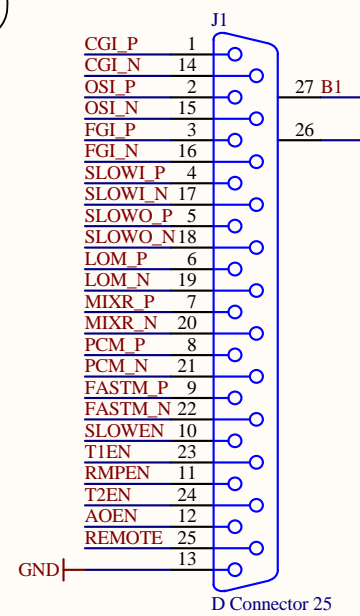 J1
CGI_P 1
CGI_N 14
OSI_P 2
27 B1
OSI_N 15
FGI_P 3
26
FGI_N 16
SLOWI_P 4
SLOWI_N 17
SLOWO_P 5
SLOWO_N 18
LOM_P 6
LOM_N 19
MIXR_P 7
MIXR_N 20
PCM_P 8
PCM_N 21
FASTM_P 9
FASTM_N 22
SLOWEN 10
T1EN 23
RMPEN 11
T2EN 24
AOEN 12
REMOTE 25
GND 13
D Connector 25